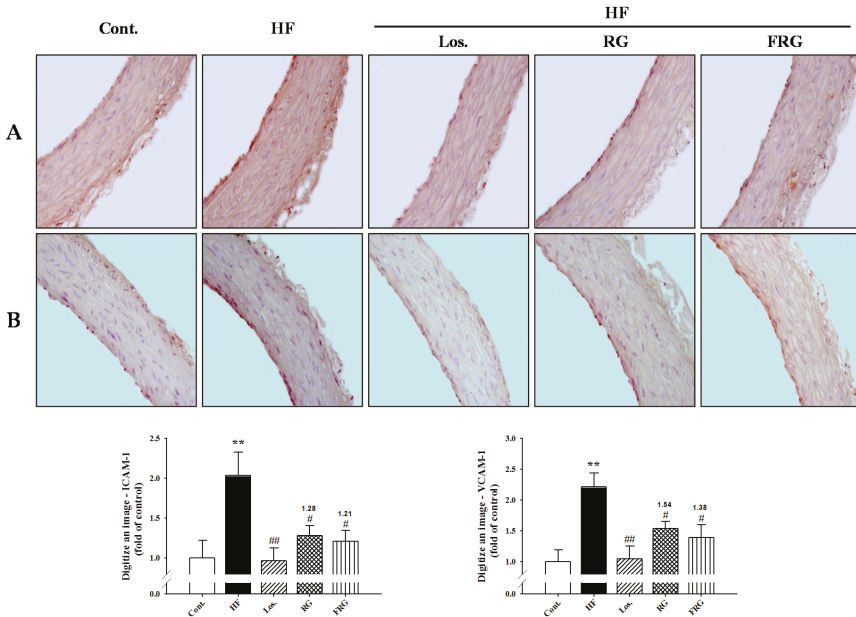 HF
Cont. HF Los. RG FRG
A
B
Digitize an image - ICAM-1
(fold of control)
2.5
2.0
1.5
1.0
0.0
**
##
1.28
#
1.21
#
Cont. HF Los. RG FRG
Digitize an image - VCAM-1
(fold of control)
3.0
2.5
2.0
1.5
1.0
0.0
**
##
1.54
#
1.38
#
Cont. HF Los. RG FRG